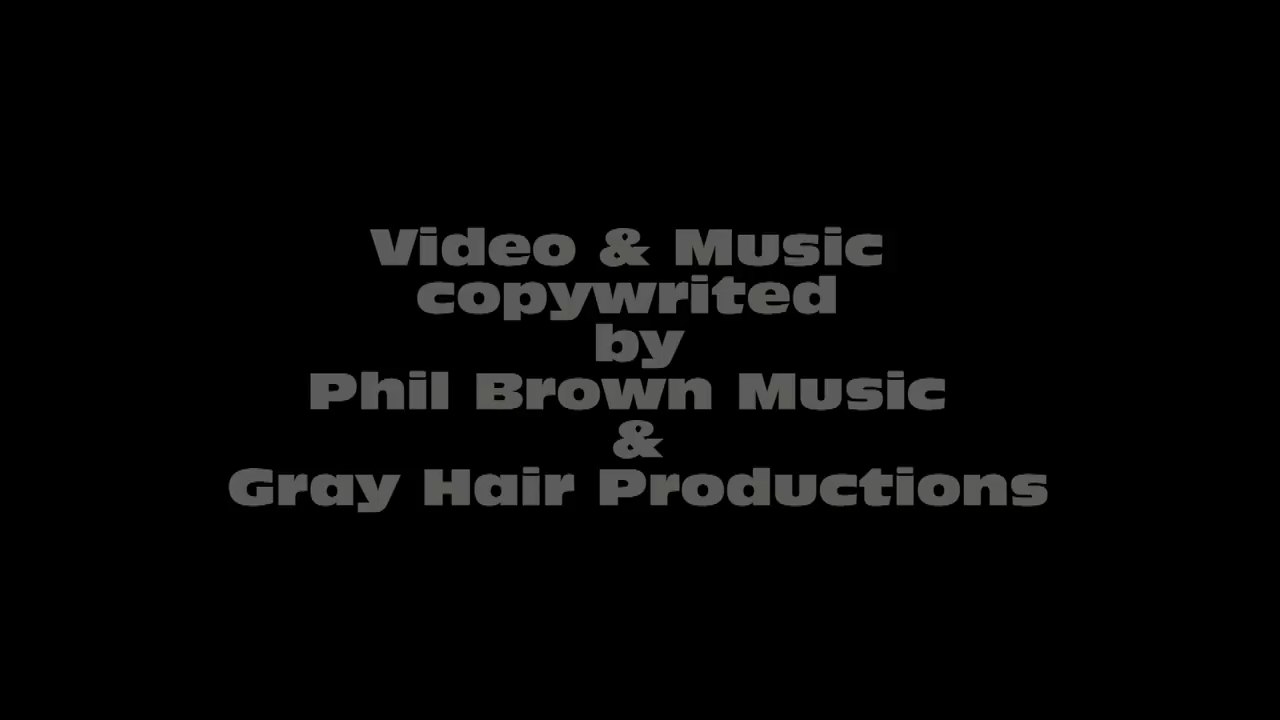 Video & Music
copywrited
by
Phil Brown Music
&
Gray Hair Productions